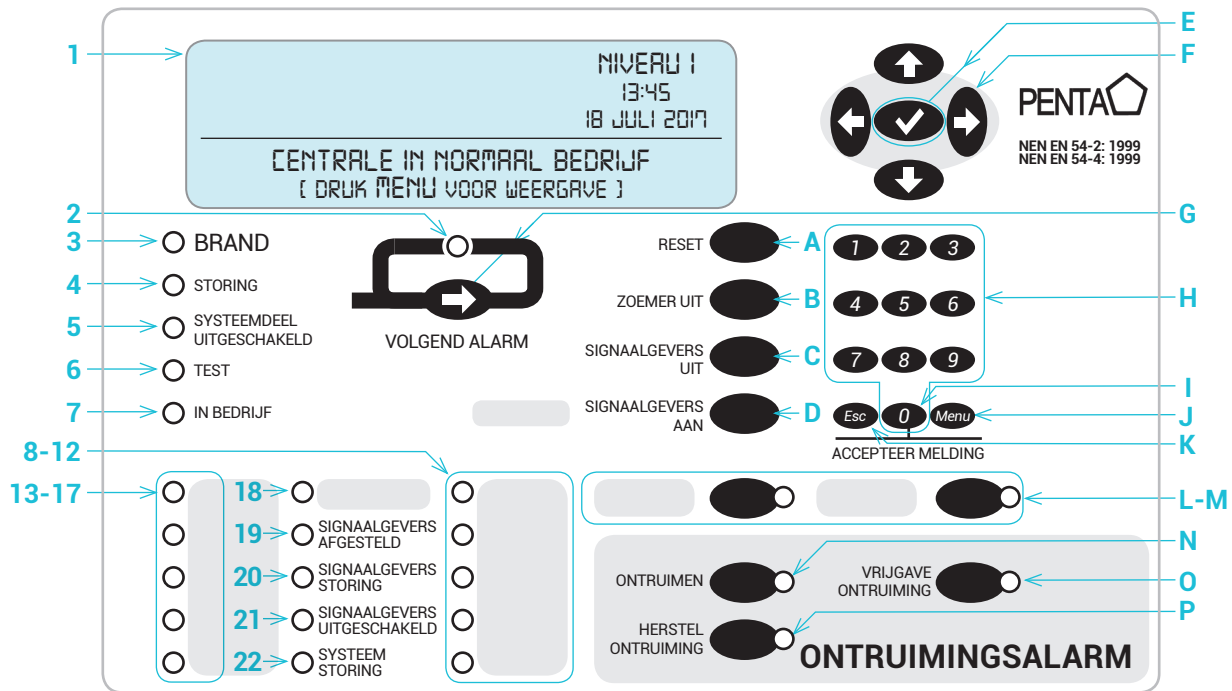 1
NIVEAU 1
13:45
18 JULI 2017
CENTRALE IN NORMAAL BEDRIJF
[ DRUK MENU VOOR WEERGAVE ]
E
F
PENTA
NEN EN 54-2: 1999
NEN EN 54-4: 1999
2
G
3
BRAND
RESET
A
1 2 3
4
STORING
ZOEMER UIT
B
4 5 6
H
5
SYSTEEMDEEL
UITGESCHAKELD
VOLGEND ALARM
SIGNAALGEVERS
UIT
C
7 8 9
6
TEST
I
7
IN BEDRIJF
SIGNAALGEVERS
AAN
D
Esc 0 Menu
J
K
ACCEPTEER MELDING
8-12
13-17
18
L-M
19
SIGNAALGEVERS
AFGESTELD
N
20
SIGNAALGEVERS
STORING
ONTRUIMEN
VRIJGAVE
ONTRUIMING
O
21
SIGNAALGEVERS
UITGESCHAKELD
HERSTEL
ONTRUIMING
P
22
SYSTEEM
STORING
ONTRUIMINGSALARM